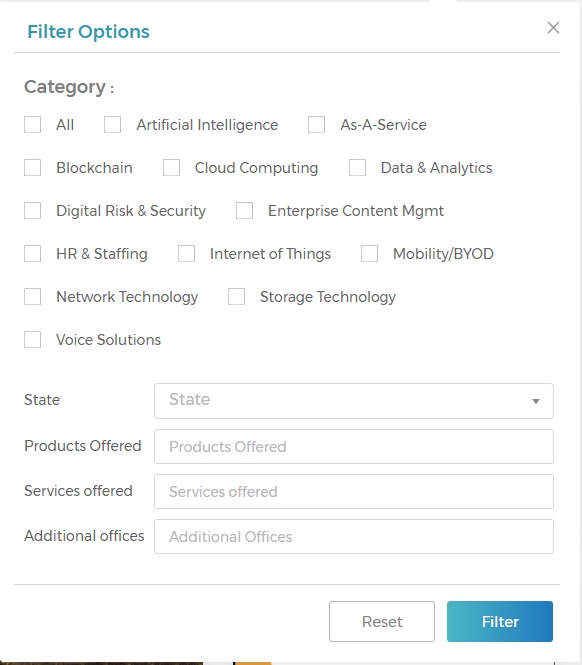 Filter Options
Category :
All Artificial Intelligence As-A-Service
Blockchain Cloud Computing Data & Analytics
Digital Risk & Security Enterprise Content Mgmt
HR & Staffing Internet of Things Mobility/BYOD
Network Technology Storage Technology
Voice Solutions
State State
Products Offered Products Offered
Services offered Services offered
Additional offices Additional Offices
Reset Filter